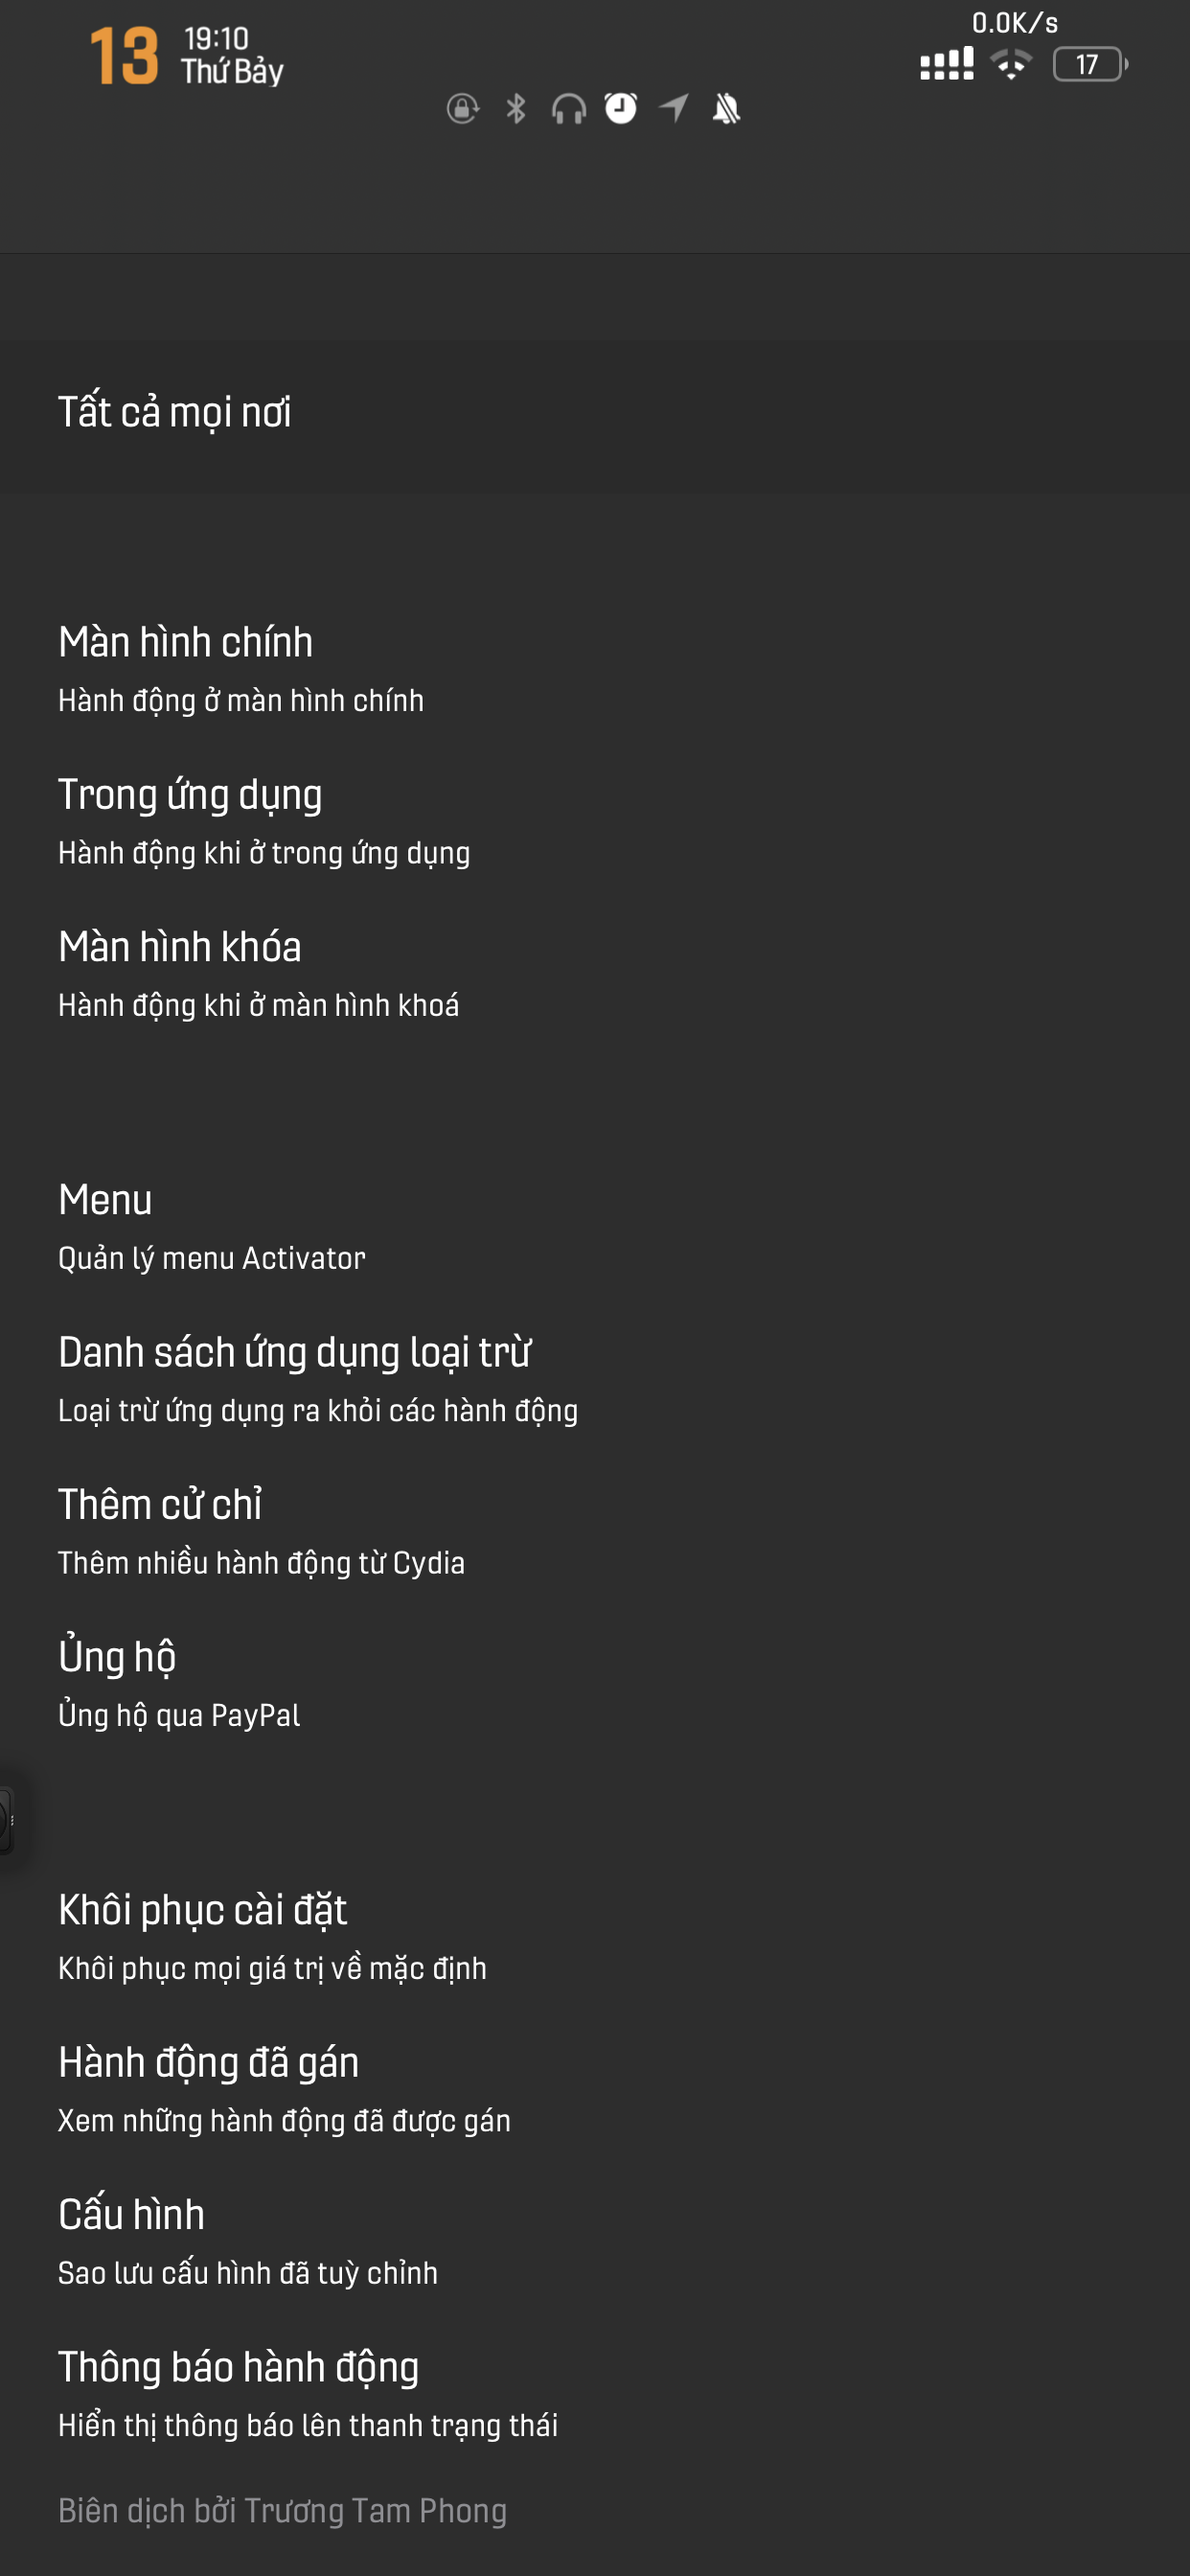 0.0K/s
13
19:10
Thứ Bảy
17
Tất cả mọi nơi
Màn hình chính
Hành động ở màn hình chính
Trong ứng dụng
Hành động khi ở trong ứng dụng
Màn hình khóa
Hành động khi ở màn hình khoá
Menu
Quản lý menu Activator
Danh sách ứng dụng loại trừ
Loại trừ ứng dụng ra khỏi các hành động
Thêm cử chỉ
Thêm nhiều hành động từ Cydia
Ủng hộ
Ủng hộ qua PayPal
Khôi phục cài đặt
Khôi phục mọi giá trị về mặc định
Hành động đã gán
Xem những hành động đã được gán
Cấu hình
Sao lưu cấu hình đã tuỳ chỉnh
Thông báo hành động
Hiển thị thông báo lên thanh trạng thái
Biên dịch bởi Trương Tam Phong